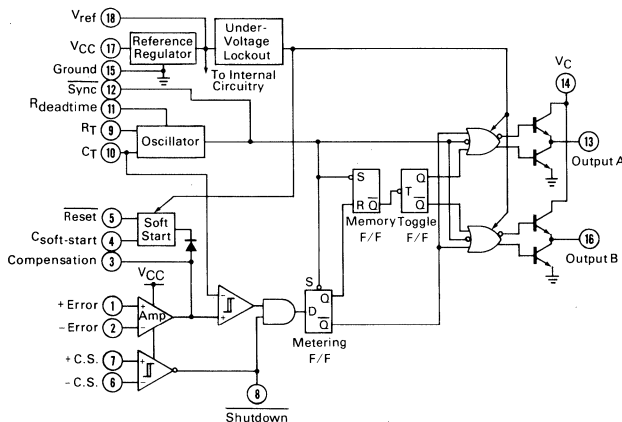 Vref 18
VCC 17
Reference
Regulator
Under-
Voltage
Lockout
Ground 15
To Internal
Circuitry
VC
14
Sync 12
Rdeadtime 11
RT 9
Oscillator
CT 10
13
Output A
S
Q
R Q
T
Q
Q
Memory
F/F
Toggle
F/F
Reset 5
Soft
Start
Csoft-start 4
Compensation 3
16
Output B
VCC
S
+ Error 1
+
Amp
-
- Error 2
-
+
D
Q
Q
Metering
F/F
+ C.S. 7
+
- C.S. 6
-
8
Shutdown